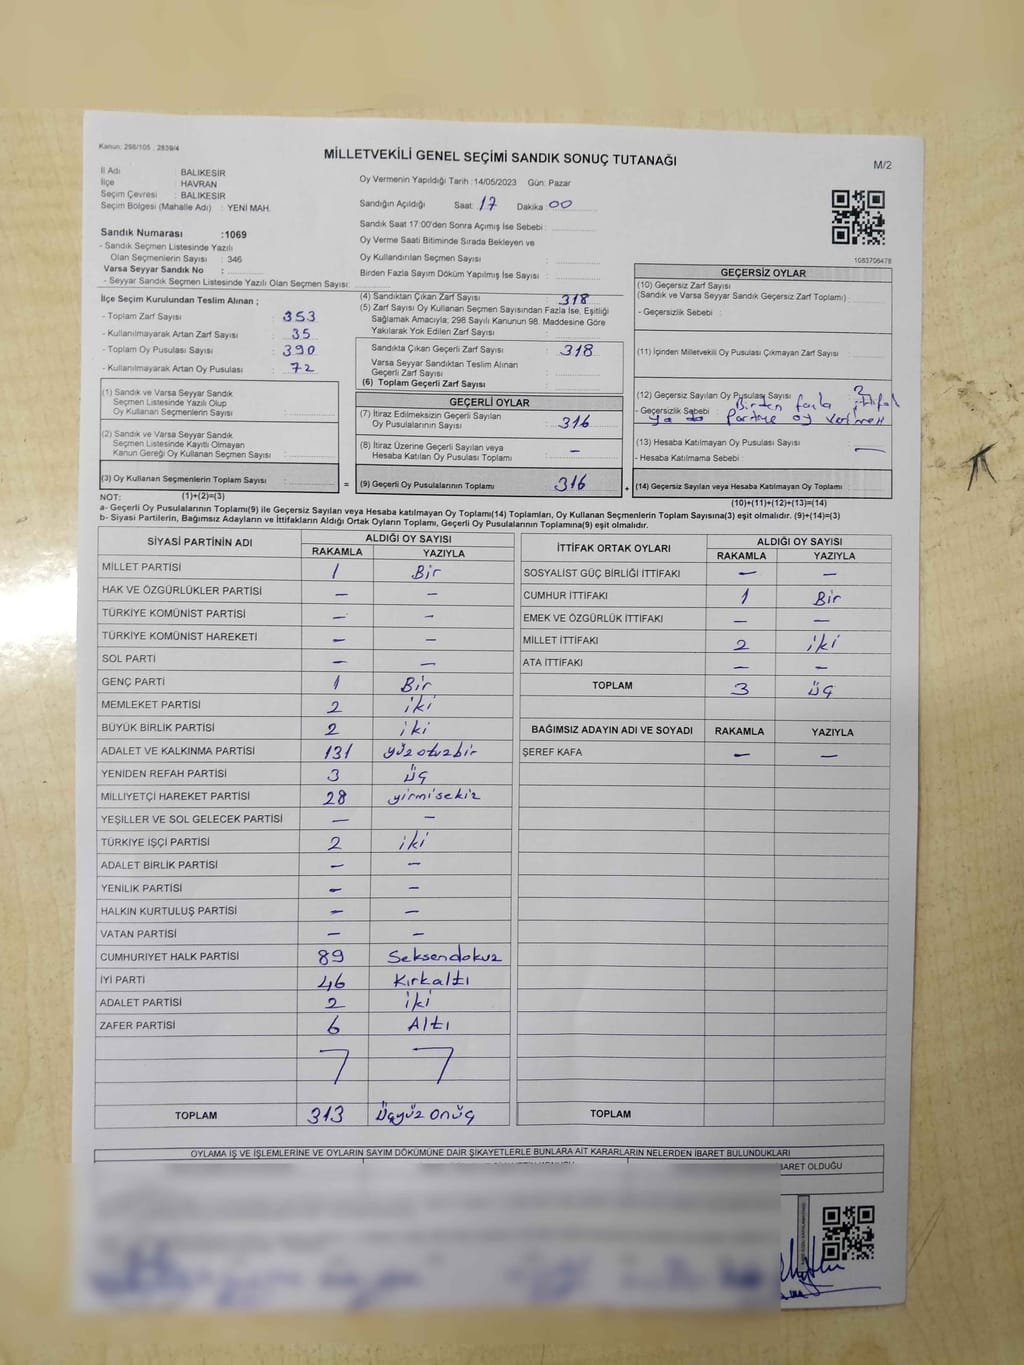 Kanun: 298/105 , 2839/4
MİLLETVEKİLİ GENEL SEÇİMİ SANDIK SONUÇ TUTANAĞI
M/2
İl Adı : BALIKESİR
İlçe : HAVRAN
Seçim Çevresi : BALIKESİR
Seçim Bölgesi (Mahalle Adı) : YENİ MAH.
Sandık Numarası :1069
- Sandık Seçmen Listesinde Yazılı
Olan Seçmenlerin Sayısı : 346
Varsa Seyyar Sandık No :
- Seyyar Sandık Seçmen Listesinde Yazılı Olan Seçmen Sayısı:
Oy Vermenin Yapıldığı Tarih :14/05/2023 Gün: Pazar
Sandığın Açıldığı Saat: 17 Dakika :00
Sandık Saat 17:00'den Sonra Açımış İse Sebebi :
Oy Verme Saati Bitiminde Sırada Bekleyen ve
Oy Kullandırılan Seçmen Sayısı :
Birden Fazla Sayım Döküm Yapılmış İse Sayısı :
1083706478
İlçe Seçim Kurulundan Teslim Alınan ;
- Toplam Zarf Sayısı : 353
- Kullanılmayarak Artan Zarf Sayısı : 35
- Toplam Oy Pusulası Sayısı : 390
- Kullanılmayarak Artan Oy Pusulası : 72
(4) Sandıktan Çıkan Zarf Sayısı : 318
(5) Zarf Sayısı Oy Kullanan Seçmen Sayısından Fazla İse, Eşitliği
Sağlamak Amacıyla; 298 Sayılı Kanunun 98. Maddesine Göre
Yakılarak Yok Edilen Zarf Sayısı :
Sandıkta Çıkan Geçerli Zarf Sayısı : 318
Varsa Seyyar Sandıktan Teslim Alınan
Geçerli Zarf Sayısı :
(6) Toplam Geçerli Zarf Sayısı :
GEÇERSİZ OYLAR
(10) Geçersiz Zarf Sayısı
(Sandık ve Varsa Seyyar Sandık Geçersiz Zarf Toplamı) :
- Geçersizlik Sebebi :
(11) İçinden Milletvekili Oy Pusulası Çıkmayan Zarf Sayısı :
(12) Geçersiz Sayılan Oy Pusulası Sayısı : 2
- Geçersizlik Sebebi : Birden fazla ittifak
ya da partiye oy vermek
(13) Hesaba Katılmayan Oy Pusulası Sayısı : —
- Hesaba Katılmama Sebebi :
(14) Geçersiz Sayılan veya Hesaba Katılmayan Oy Toplamı :
(1) Sandık ve Varsa Seyyar Sandık
Seçmen Listesinde Yazılı Olup
Oy Kullanan Seçmenlerin Sayısı :
(2) Sandık ve Varsa Seyyar Sandık
Seçmen Listesinde Kayıtlı Olmayan
Kanun Gereği Oy Kullanan Seçmen Sayısı :
(3) Oy Kullanan Seçmenlerin Toplam Sayısı :
GEÇERLİ OYLAR
(7) İtiraz Edilmeksizin Geçerli Sayılan
Oy Pusulalarının Sayısı : 316
(8) İtiraz Üzerine Geçerli Sayılan veya
Hesaba Katılan Oy Pusulası Toplamı : —
= (9) Geçerli Oy Pusulalarının Toplamı : 316 +
NOT: (1)+(2)=(3)
(10)+(11)+(12)+(13)=(14)
a- Geçerli Oy Pusulalarının Toplamı(9) ile Geçersiz Sayılan veya Hesaba katılmayan Oy Toplamı(14) Toplamları, Oy Kullanan Seçmenlerin Toplam Sayısına(3) eşit olmalıdır. (9)+(14)=(3)
b- Siyasi Partilerin, Bağımsız Adayların ve İttifakların Aldığı Ortak Oyların Toplamı, Geçerli Oy Pusulalarının Toplamına(9) eşit olmalıdır.
SİYASİ PARTİNİN ADI ALDIĞI OY SAYISI
RAKAMLA YAZIYLA
MİLLET PARTİSİ 1 Bir
HAK VE ÖZGÜRLÜKLER PARTİSİ — —
TÜRKİYE KOMÜNİST PARTİSİ — —
TÜRKİYE KOMÜNİST HAREKETİ — —
SOL PARTİ — —
GENÇ PARTİ 1 Bir
MEMLEKET PARTİSİ 2 iki
BÜYÜK BİRLİK PARTİSİ 2 iki
ADALET VE KALKINMA PARTİSİ 131 yüzotuzbir
YENİDEN REFAH PARTİSİ 3 üç
MİLLİYETÇİ HAREKET PARTİSİ 28 yirmisekiz
YEŞİLLER VE SOL GELECEK PARTİSİ — —
TÜRKİYE İŞÇİ PARTİSİ 2 iki
ADALET BİRLİK PARTİSİ — —
YENİLİK PARTİSİ — —
HALKIN KURTULUŞ PARTİSİ — —
VATAN PARTİSİ — —
CUMHURİYET HALK PARTİSİ 89 Seksendokuz
İYİ PARTİ 46 Kırkaltı
ADALET PARTİSİ 2 iki
ZAFER PARTİSİ 6 Altı
TOPLAM 313 Üçyüz onüç
İTTİFAK ORTAK OYLARI ALDIĞI OY SAYISI
RAKAMLA YAZIYLA
SOSYALİST GÜÇ BİRLİĞİ İTTİFAKI — —
CUMHUR İTTİFAKI 1 Bir
EMEK VE ÖZGÜRLÜK İTTİFAKI — —
MİLLET İTTİFAKI 2 iki
ATA İTTİFAKI — —
TOPLAM 3 üç
BAĞIMSIZ ADAYIN ADI VE SOYADI RAKAMLA YAZIYLA
ŞEREF KAFA — —
TOPLAM
OYLAMA İŞ VE İŞLEMLERİNE VE OYLARIN SAYIM DÖKÜMÜNE DAİR ŞİKAYETLERLE BUNLARA AİT KARARLARIN NELERDEN İBARET BULUNDUKLARI
BARET OLDUĞU